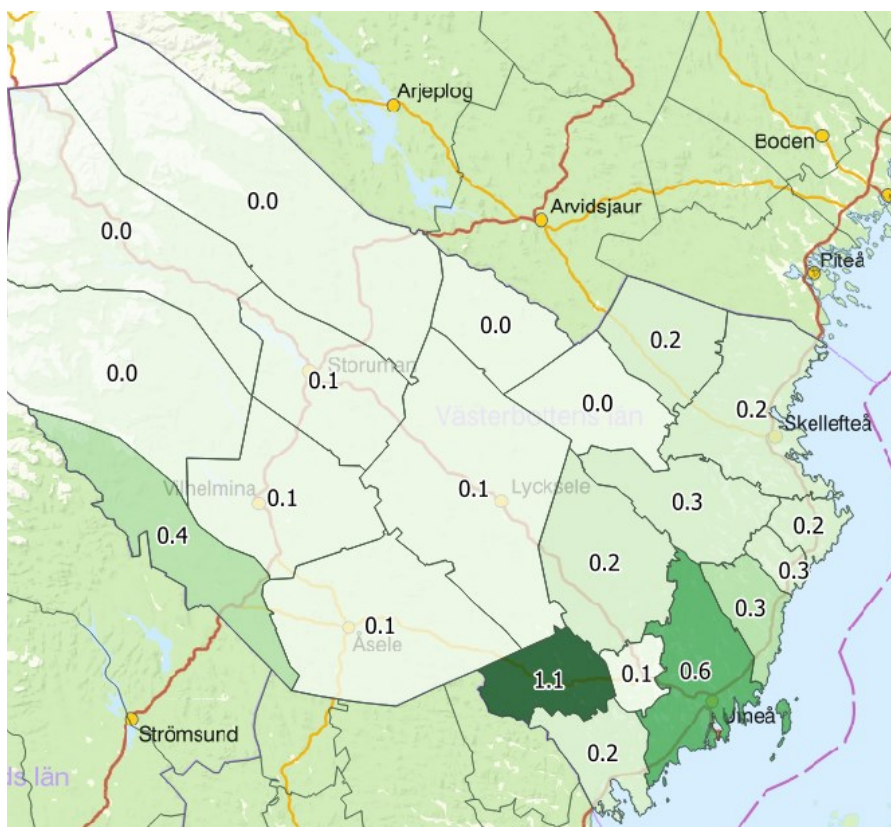 Arjeplog
Boden
0.0
Arvidsjaur
0.0
Piteå
0.0
0.2
Storuman
0.1
0.0
0.0
Västerbottens län
0.2
Skellefteå
Vilhelmina
0.1
0.1
Lycksele
0.3
0.2
0.4
0.2
0.3
0.3
0.1
Åsele
1.1
0.1
0.6
Umeå
Strömsund
0.2
ds län